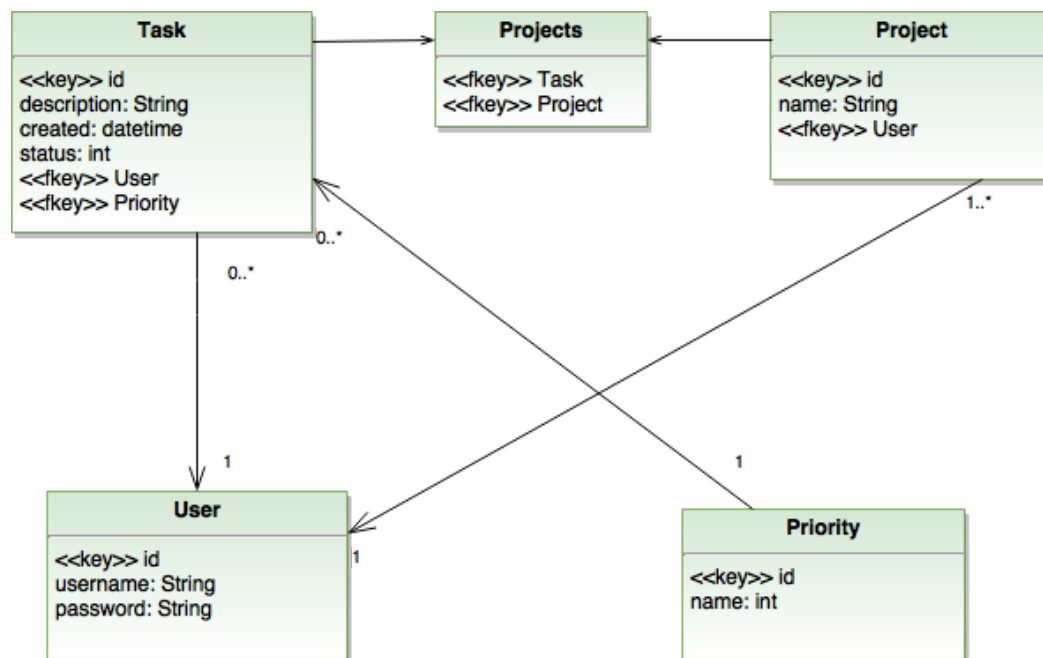 Task
<<key>> id
description: String
created: datetime
status: int
<<fkey>> User
<<fkey>> Priority
Projects
<<fkey>> Task
<<fkey>> Project
Project
<<key>> id
name: String
<<fkey>> User
1..*
0..*
0..*
1
1
1
User
<<key>> id
username: String
password: String
Priority
<<key>> id
name: int